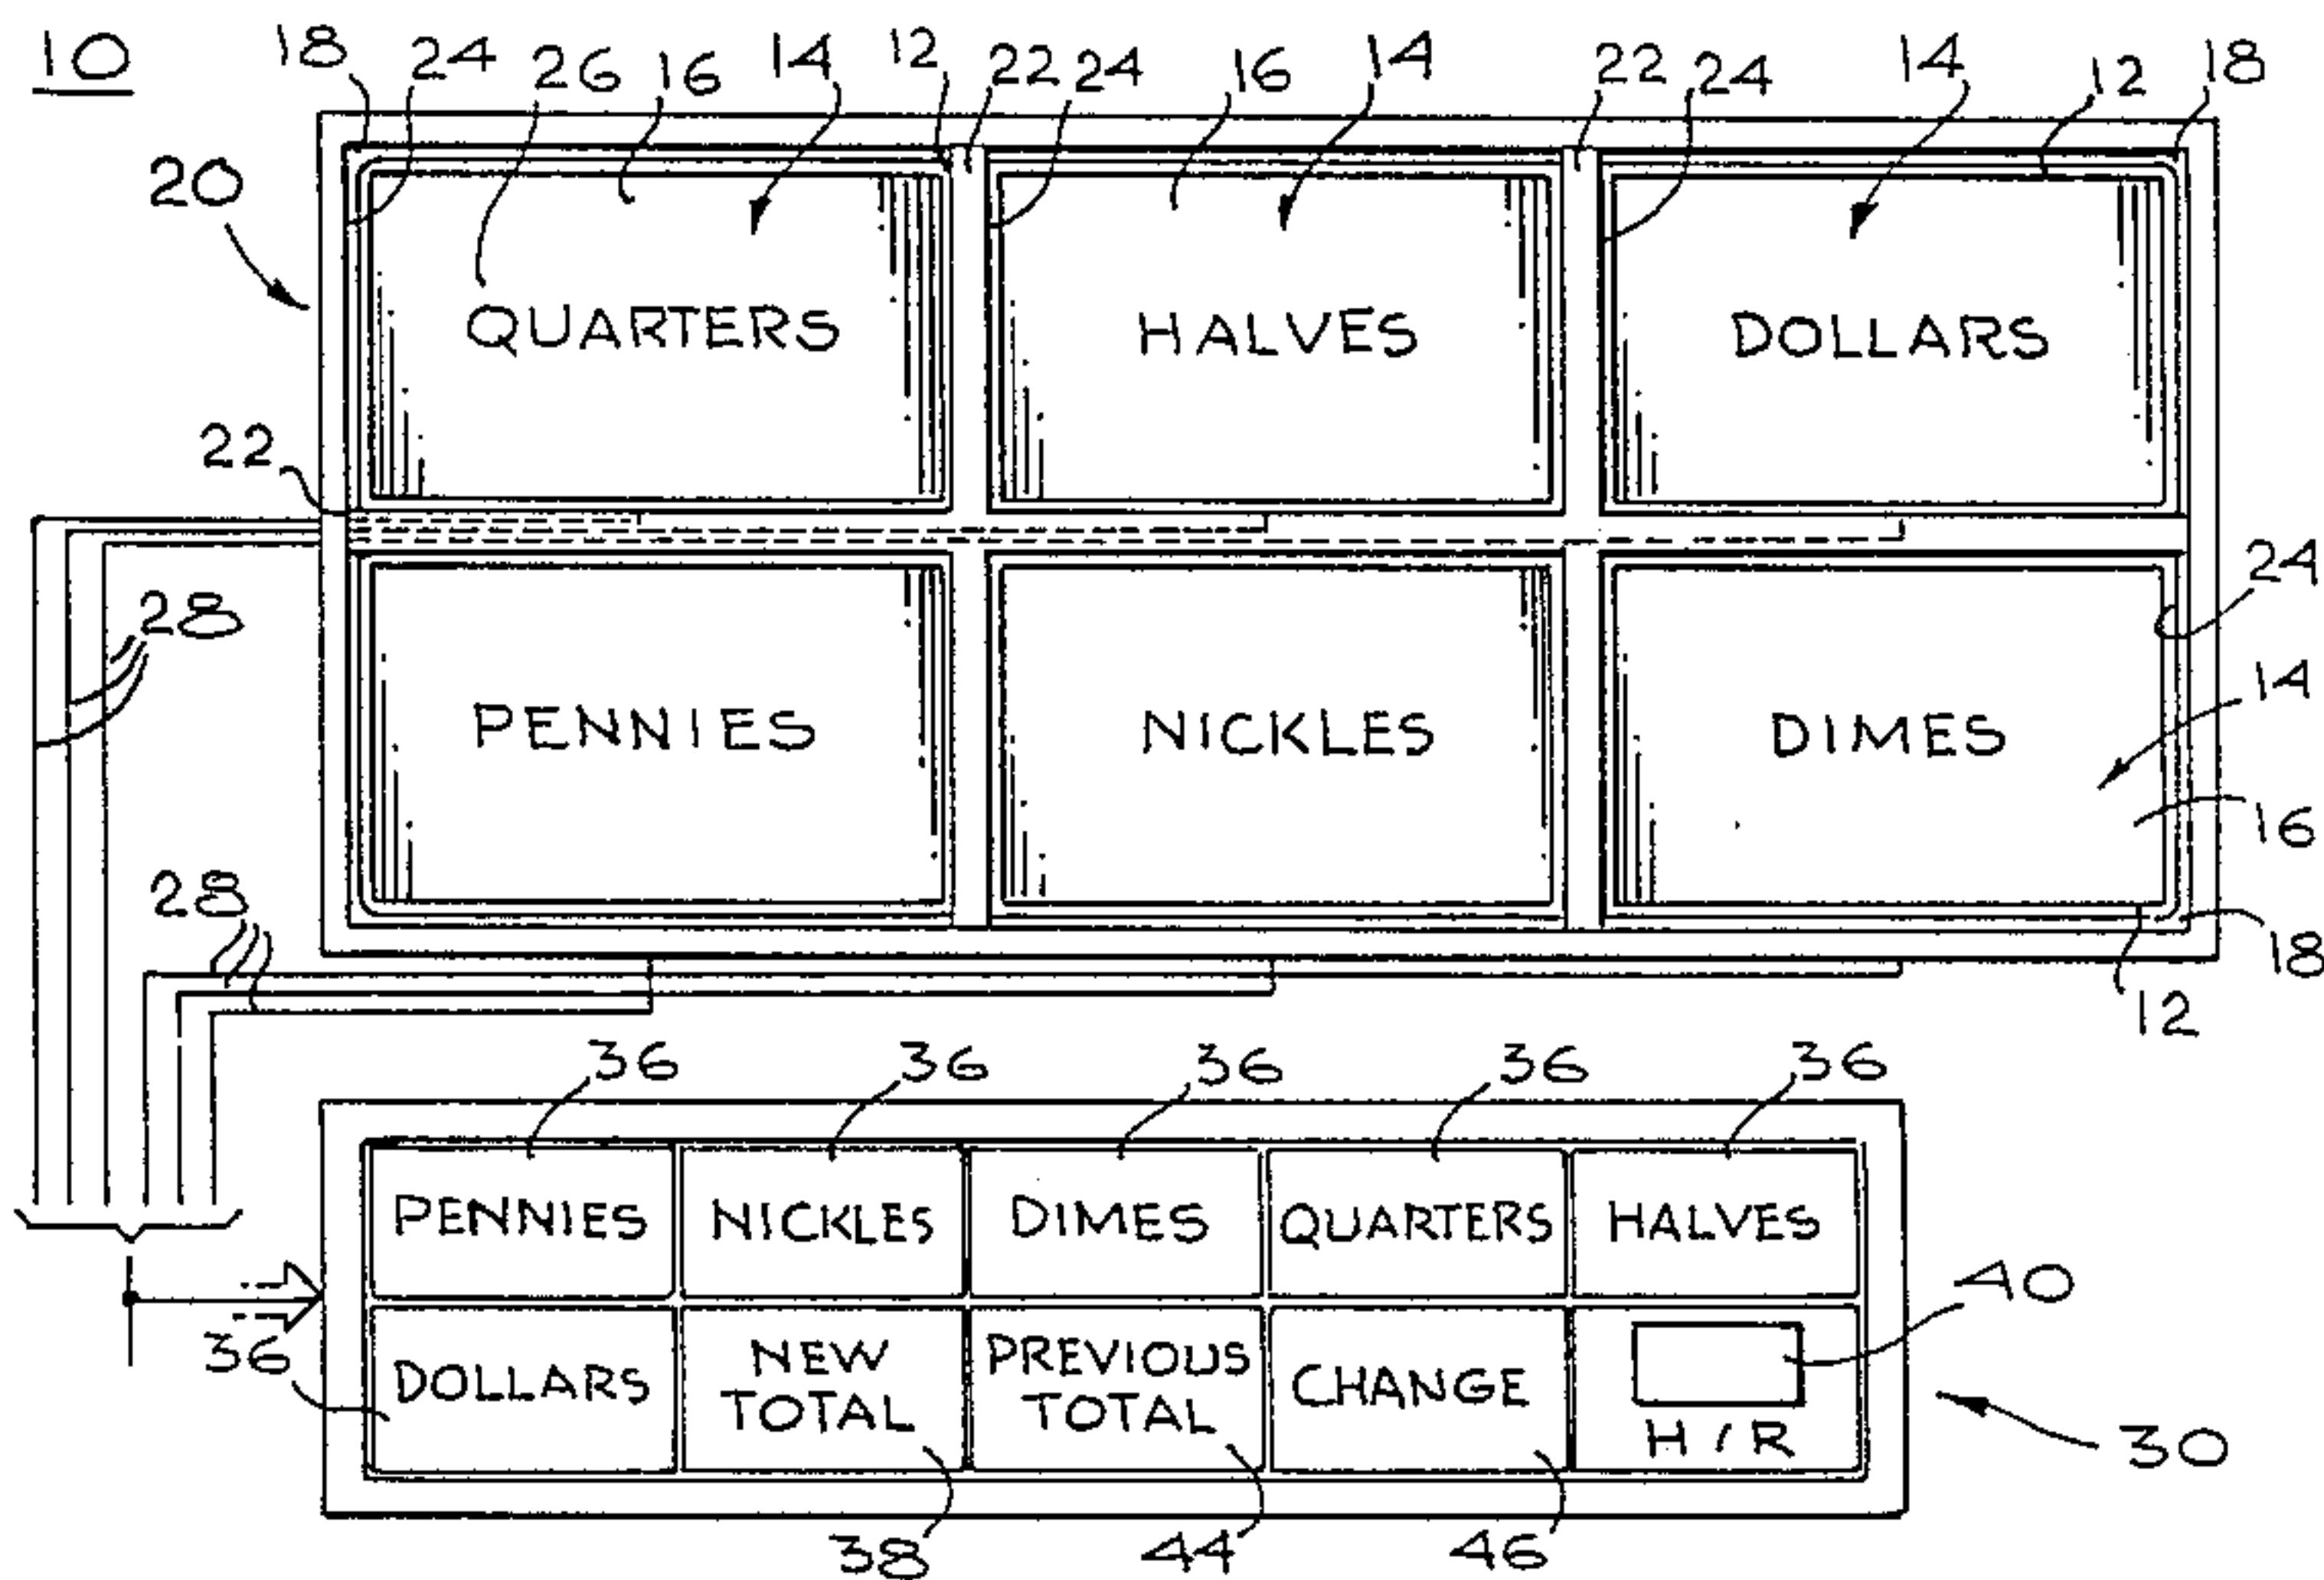 10 18 24 26 16 14 12 22 24 16 14 22 24 14 12 18
20
QUARTERS HALVES DOLLARS
22
24
28
14
PENNIES NICKLES DIMES
16
28
18
12
36 36 36 36 36
PENNIES NICKLES DIMES QUARTERS HALVES
40
36
DOLLARS NEW TOTAL PREVIOUS TOTAL CHANGE H/R
30
38 44 46